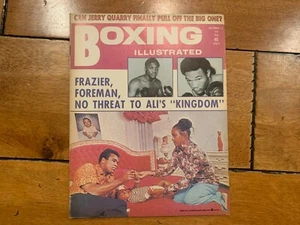 CAN JERRY QUARRY FINALLY PULL OFF THE BIG ONE?
BOXING
ILLUSTRATED
FRAZIER,
FOREMAN,
NO THREAT TO ALI'S "KINGDOM"